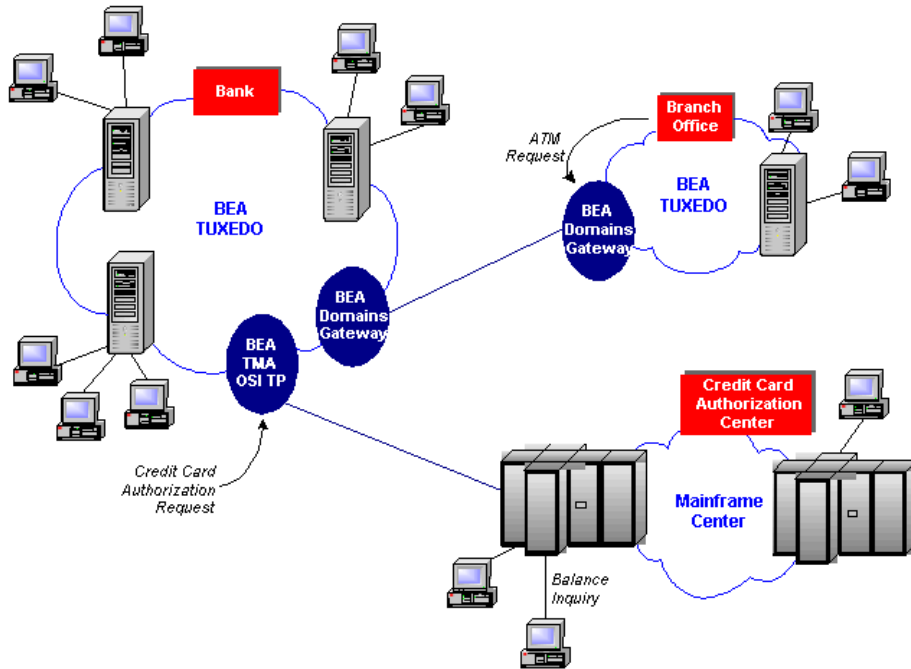 Bank
BEA
TUXEDO
BEA
Domains
Gateway
BEA
TMA
OSI TP
Credit Card
Authorization
Request
Branch
Office
ATM
Request
BEA
Domains
Gateway
BEA
TUXEDO
Credit Card
Authorization
Center
Mainframe
Center
Balance
Inquiry